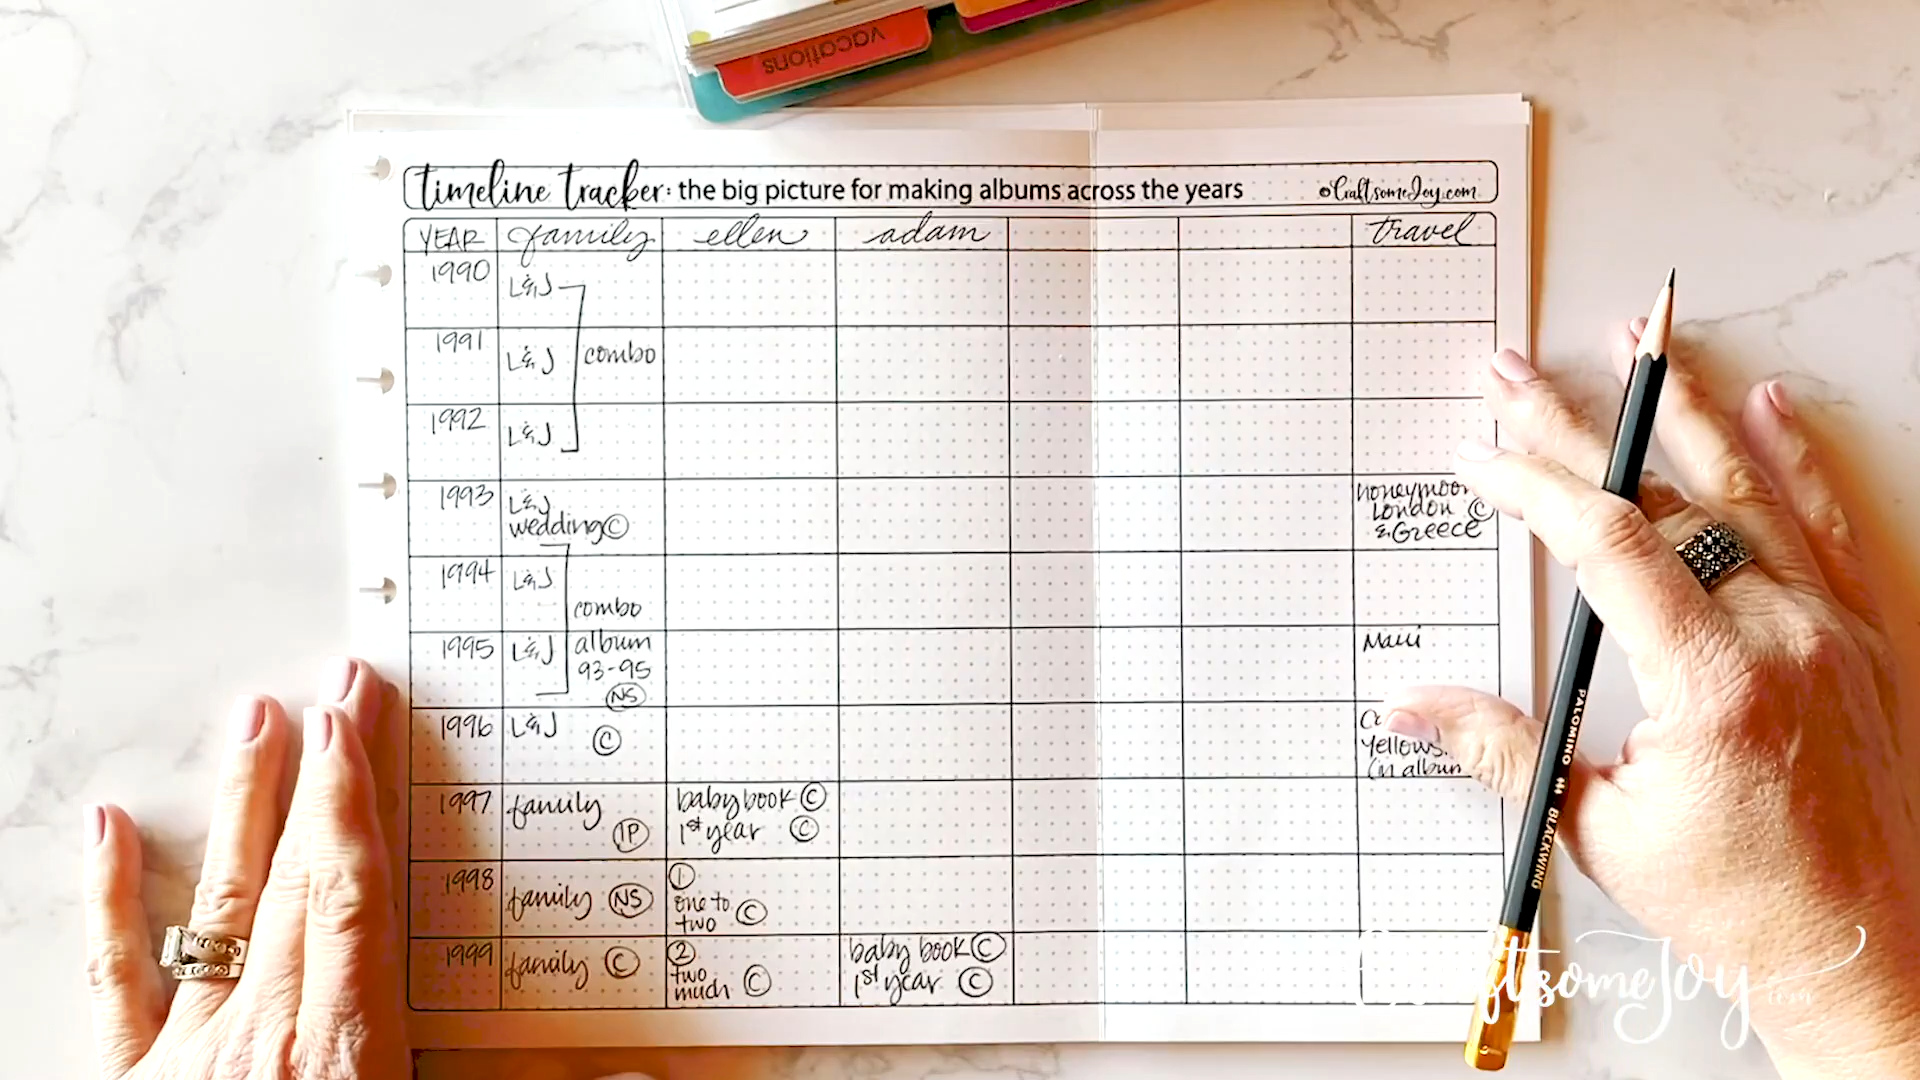 vacations
timeline tracker: the big picture for making albums across the years ©CraftsomeJoy.com
YEAR family ellen adam travel
1990 L&J
1991 L&J combo
1992 L&J
1993 L&J
wedding Ⓒ
honeymoon
London Ⓒ
& Greece
1994 L&J
combo
1995 L&J album
93-95
NS
Maui
1996 L&J
Ⓒ
(in album
1997 family
1P
baby book Ⓒ
1st year Ⓒ
1998 family NS
①
one to
two Ⓒ
1999 family Ⓒ
②
two
much Ⓒ
baby book Ⓒ
1st year Ⓒ
PALOMINO BLACKWING
CraftsomeJoy.com